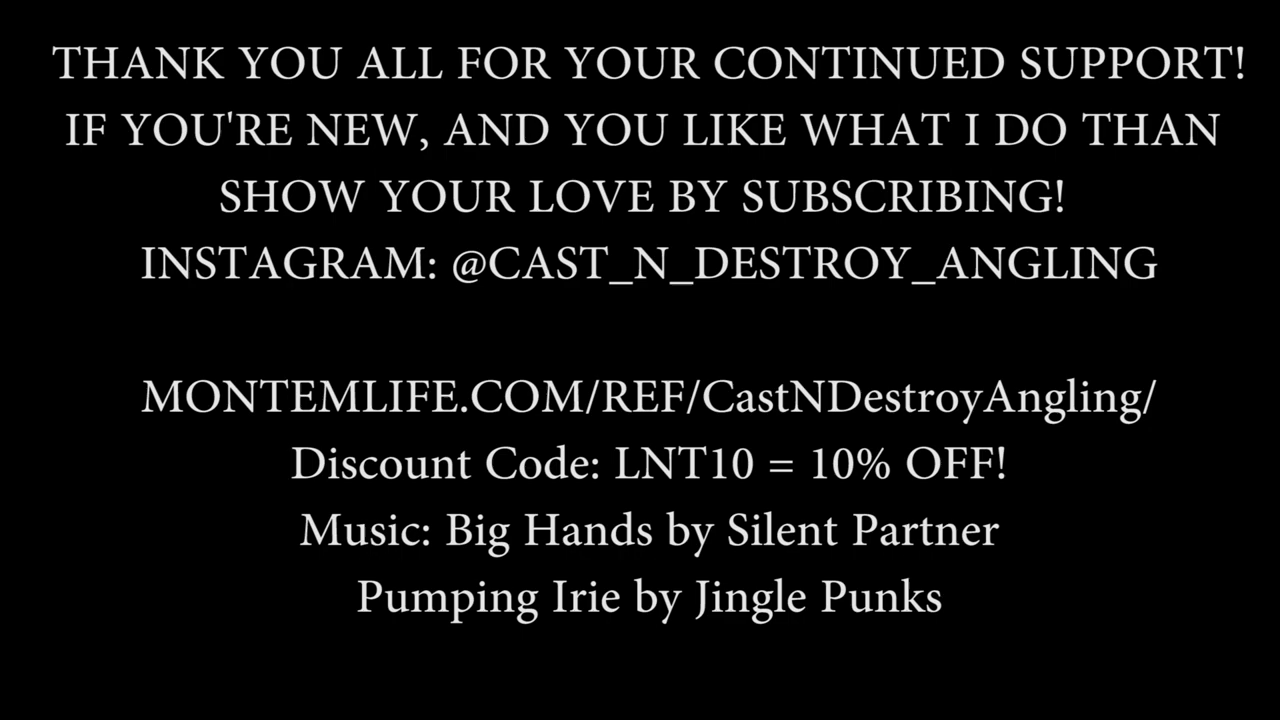 THANK YOU ALL FOR YOUR CONTINUED SUPPORT!
IF YOU'RE NEW, AND YOU LIKE WHAT I DO THAN
SHOW YOUR LOVE BY SUBSCRIBING!
INSTAGRAM: @CAST_N_DESTROY_ANGLING
MONTEMLIFE.COM/REF/CastNDestroyAngling/
Discount Code: LNT10 = 10% OFF!
Music: Big Hands by Silent Partner
Pumping Irie by Jingle Punks